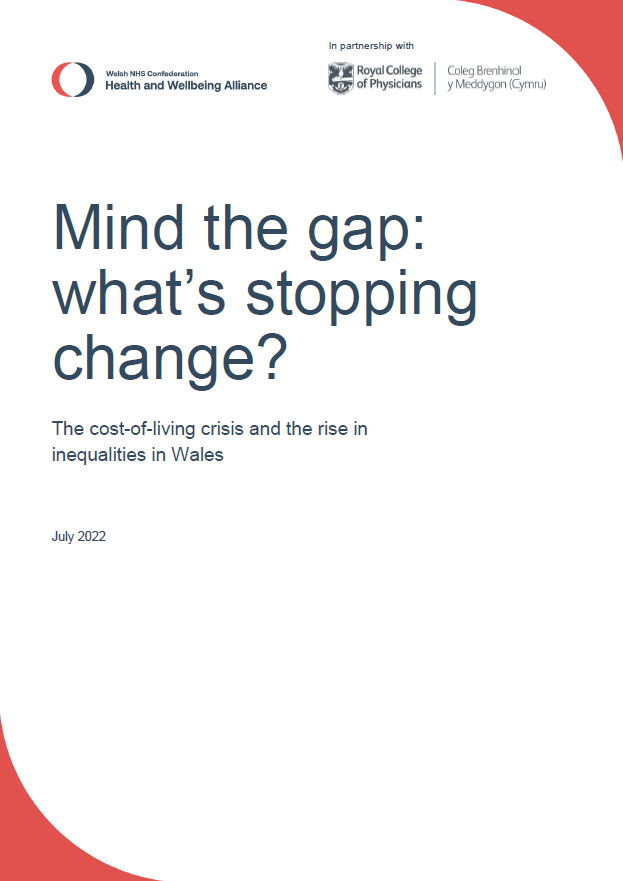 In partnership with
Welsh NHS Confederation
Health and Wellbeing Alliance
Royal College
of Physicians
Coleg Brenhinol
y Meddygon (Cymru)
Mind the gap:
what’s stopping
change?
The cost-of-living crisis and the rise in
inequalities in Wales
July 2022